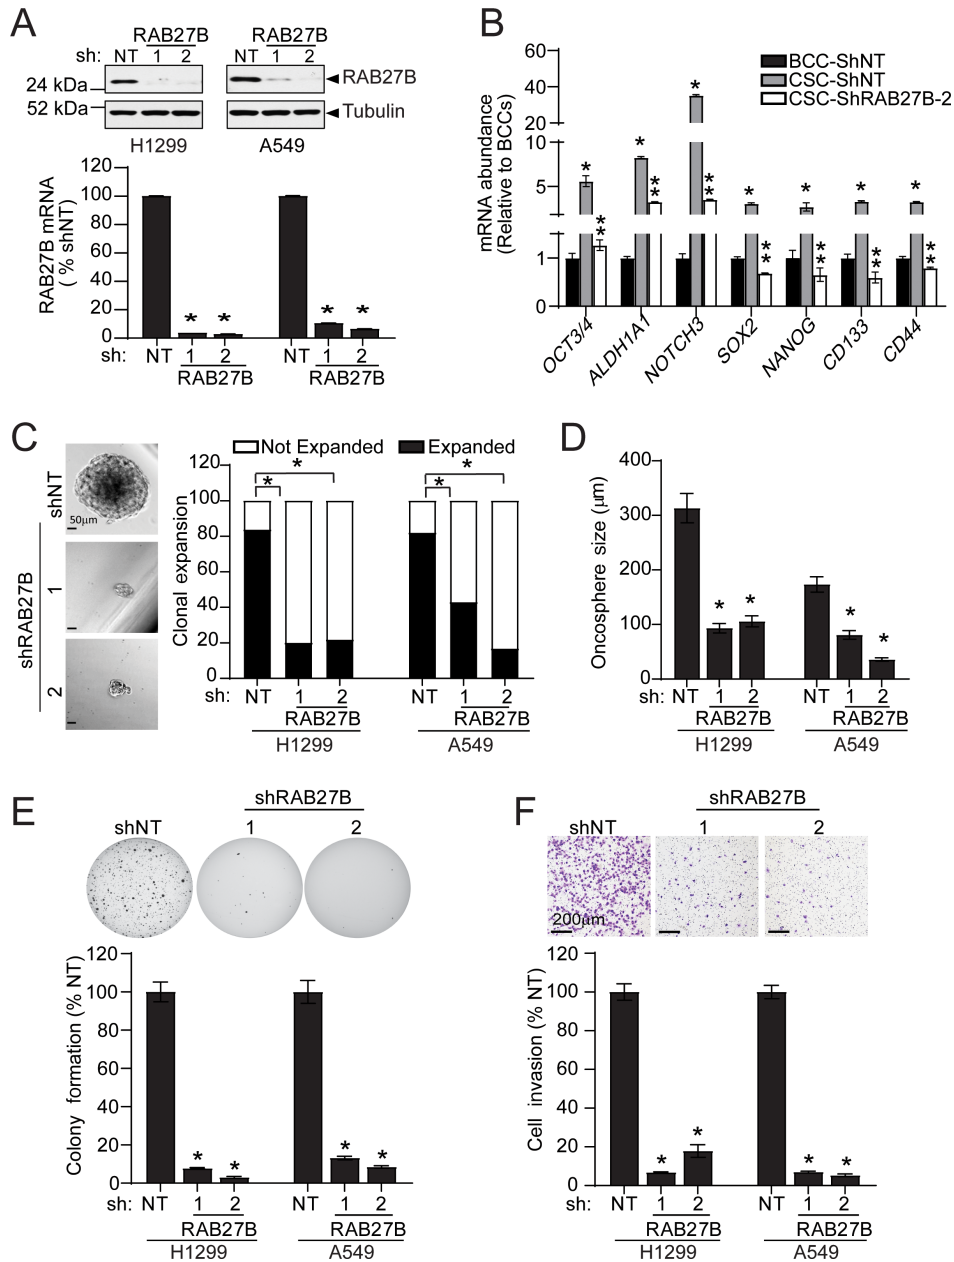 A
RAB27B
RAB27B
sh: NT 1 2 NT 1 2
24 kDa RAB27B
52 kDa Tubulin
H1299 A549
RAB27B mRNA
( % shNT)
120
100
80
60
40
20
0
* * * *
sh: NT 1 2 NT 1 2
RAB27B RAB27B
B
mRNA abundance
(Relative to BCCs)
60
40
20
10
5
1
0
BCC-ShNT
CSC-ShNT
CSC-ShRAB27B-2
* * * * * * *
** ** ** ** ** ** **
OCT3/4 ALDH1A1 NOTCH3 SOX2 NANOG CD133 CD44
C
shNT
50μm
shRAB27B
1
2
Not Expanded Expanded
Clonal expansion
120
100
80
60
40
20
0
* * * *
sh: NT 1 2 NT 1 2
RAB27B RAB27B
H1299 A549
D
Oncosphere size (μm)
400
300
200
100
0
* * * *
NT 1 2 NT 1 2
RAB27B RAB27B
H1299 A549
E
shRAB27B
shNT 1 2
Colony formation (% NT)
120
100
80
60
40
20
0
* * * *
sh: NT 1 2 NT 1 2
RAB27B RAB27B
H1299 A549
F
shRAB27B
shNT 1 2
200μm
Cell invasion (% NT)
120
100
80
60
40
20
0
* * * *
NT 1 2 NT 1 2
RAB27B RAB27B
H1299 A549